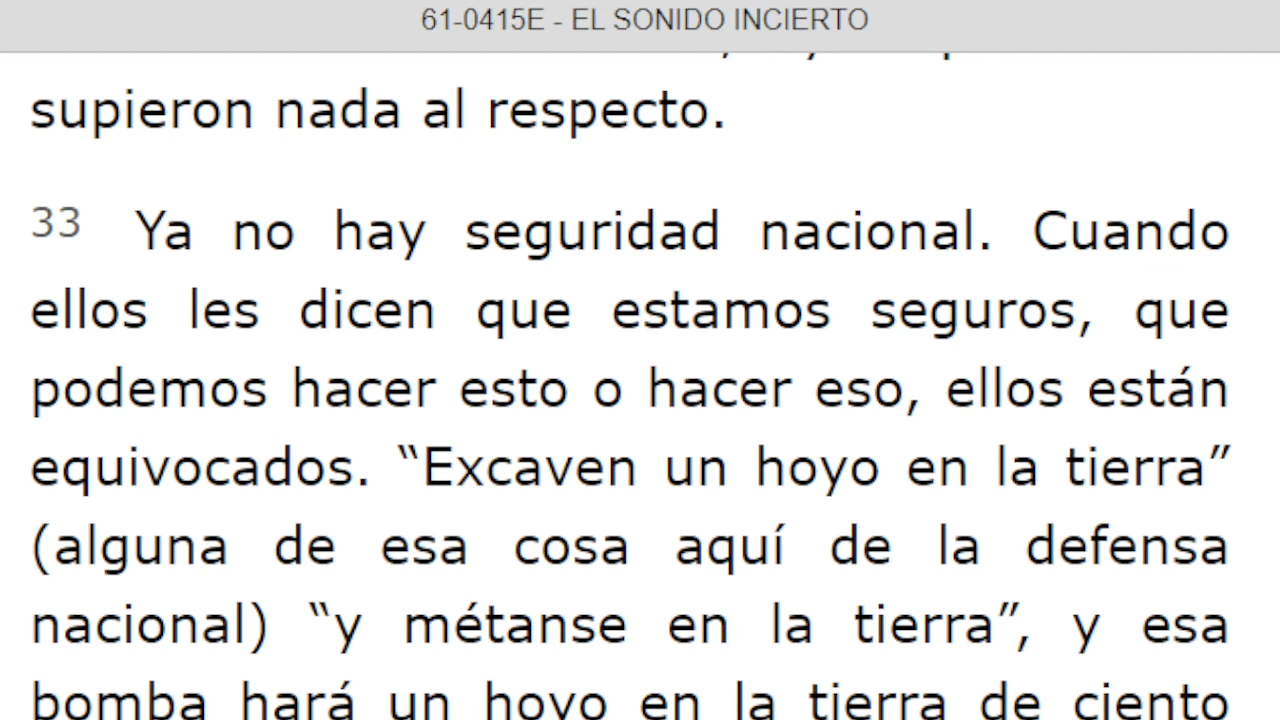 61-0415E - EL SONIDO INCIERTO
supieron nada al respecto.
33 Ya no hay seguridad nacional. Cuando
ellos les dicen que estamos seguros, que
podemos hacer esto o hacer eso, ellos están
equivocados. “Excaven un hoyo en la tierra”
(alguna de esa cosa aquí de la defensa
nacional) “y métanse en la tierra”, y esa
bomba hará un hoyo en la tierra de ciento